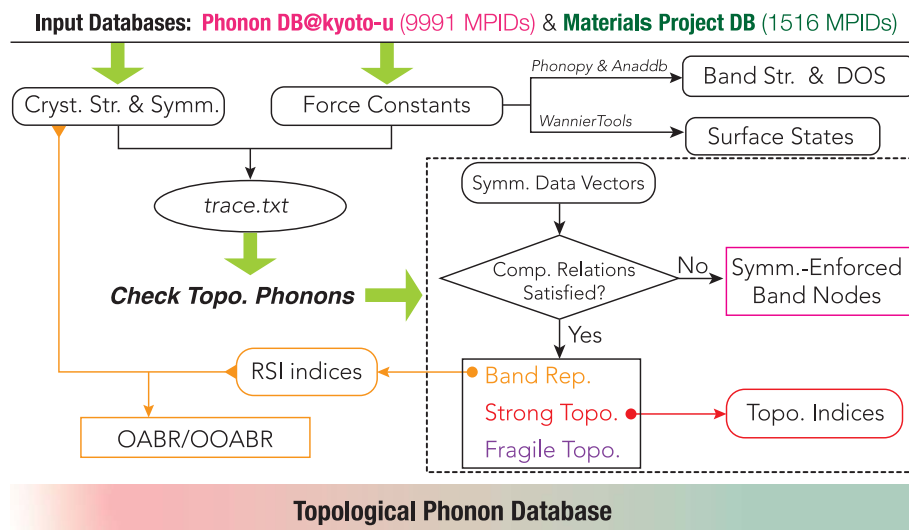 Input Databases: Phonon DB@kyoto-u (9991 MPIDs) & Materials Project DB (1516 MPIDs)
Cryst. Str. & Symm.
Force Constants
Phonopy & Anaddb
Band Str. & DOS
WannierTools
Surface States
trace.txt
Symm. Data Vectors
Check Topo. Phonons
Comp. Relations
Satisfied?
No
Symm.-Enforced
Band Nodes
Yes
RSI indices
Band Rep.
Strong Topo.
Fragile Topo.
Topo. Indices
OABR/OOABR
Topological Phonon Database